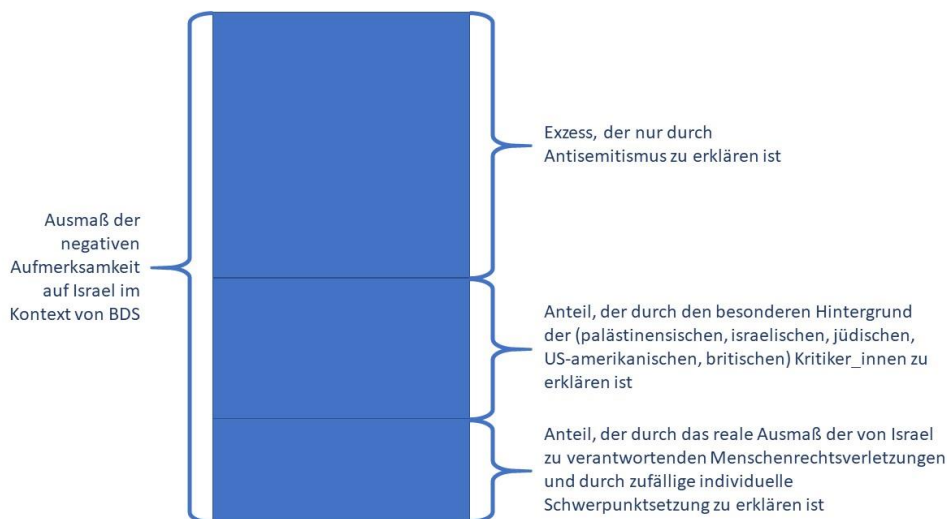 Exzess, der nur durch
Antisemitismus zu erklären ist
Ausmaß der
negativen
Aufmerksamkeit
auf Israel im
Kontext von BDS
Anteil, der durch den besonderen Hintergrund
der (palästinensischen, israelischen, jüdischen,
US-amerikanischen, britischen) Kritiker_innen zu
erklären ist
Anteil, der durch das reale Ausmaß der von Israel
zu verantwortenden Menschenrechtsverletzungen
und durch zufällige individuelle
Schwerpunktsetzung zu erklären ist